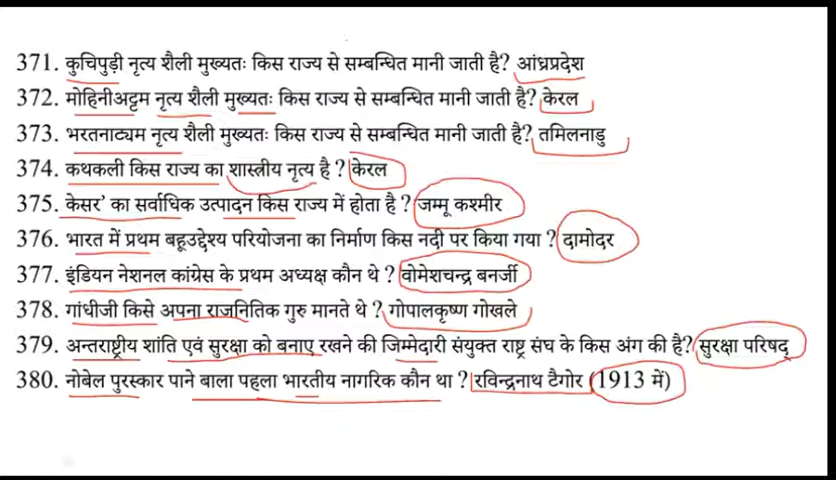 371. कुचिपुड़ी नृत्य शैली मुख्यतः किस राज्य से सम्बन्धित मानी जाती है? आंध्रप्रदेश
372. मोहिनीअट्टम नृत्य शैली मुख्यतः किस राज्य से सम्बन्धित मानी जाती है? केरल
373. भरतनाट्यम नृत्य शैली मुख्यतः किस राज्य से सम्बन्धित मानी जाती है? तमिलनाडु
374. कथकली किस राज्य का शास्त्रीय नृत्य है ? केरल
375. केसर' का सर्वाधिक उत्पादन किस राज्य में होता है ? जम्मू कश्मीर
376. भारत में प्रथम बहूउद्देश्य परियोजना का निर्माण किस नदी पर किया गया ? दामोदर
377. इंडियन नेशनल कांग्रेस के प्रथम अध्यक्ष कौन थे ? वोमेशचन्द्र बनर्जी
378. गांधीजी किसे अपना राजनितिक गुरु मानते थे ? गोपालकृष्ण गोखले
379. अन्तराष्ट्रीय शांति एवं सुरक्षा को बनाए रखने की जिम्मेदारी संयुक्त राष्ट्र संघ के किस अंग की है? सुरक्षा परिषद्
380. नोबेल पुरस्कार पाने बाला पहला भारतीय नागरिक कौन था ? रविन्द्रनाथ टैगोर (1913 में)